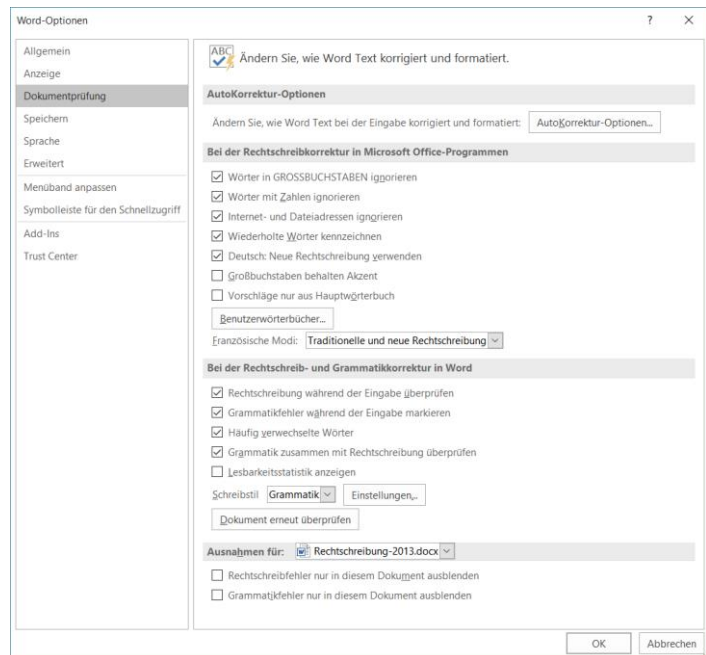 Word-Optionen ? ×
Allgemein
Anzeige
Dokumentprüfung
Speichern
Sprache
Erweitert
Menüband anpassen
Symbolleiste für den Schnellzugriff
Add-Ins
Trust Center
ABC
Ändern Sie, wie Word Text korrigiert und formatiert.
AutoKorrektur-Optionen
Ändern Sie, wie Word Text bei der Eingabe korrigiert und formatiert: AutoKorrektur-Optionen...
Bei der Rechtschreibkorrektur in Microsoft Office-Programmen
Wörter in GROSSBUCHSTABEN ignorieren
Wörter mit Zahlen ignorieren
Internet- und Dateiadressen ignorieren
Wiederholte Wörter kennzeichnen
Deutsch: Neue Rechtschreibung verwenden
Großbuchstaben behalten Akzent
Vorschläge nur aus Hauptwörterbuch
Benutzerwörterbücher...
Französische Modi: Traditionelle und neue Rechtschreibung
Bei der Rechtschreib- und Grammatikkorrektur in Word
Rechtschreibung während der Eingabe überprüfen
Grammatikfehler während der Eingabe markieren
Häufig verwechselte Wörter
Grammatik zusammen mit Rechtschreibung überprüfen
Lesbarkeitsstatistik anzeigen
Schreibstil Grammatik Einstellungen...
Dokument erneut überprüfen
Ausnahmen für: Rechtschreibung-2013.docx
Rechtschreibfehler nur in diesem Dokument ausblenden
Grammatikfehler nur in diesem Dokument ausblenden
OK Abbrechen